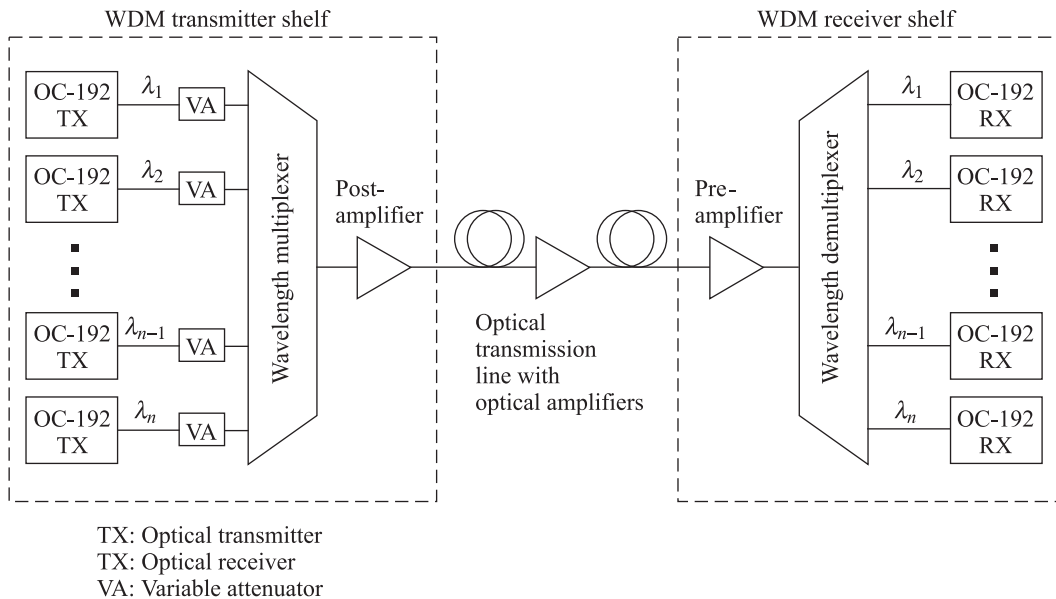 WDM transmitter shelf
WDM receiver shelf
OC-192
TX
λ1
VA
OC-192
TX
λ2
VA
OC-192
TX
λn−1
VA
OC-192
TX
λn
VA
Wavelength multiplexer
Post-
amplifier
Optical
transmission
line with
optical amplifiers
Pre-
amplifier
Wavelength demultiplexer
λ1
OC-192
RX
λ2
OC-192
RX
λn−1
OC-192
RX
λn
OC-192
RX
TX: Optical transmitter
TX: Optical receiver
VA: Variable attenuator